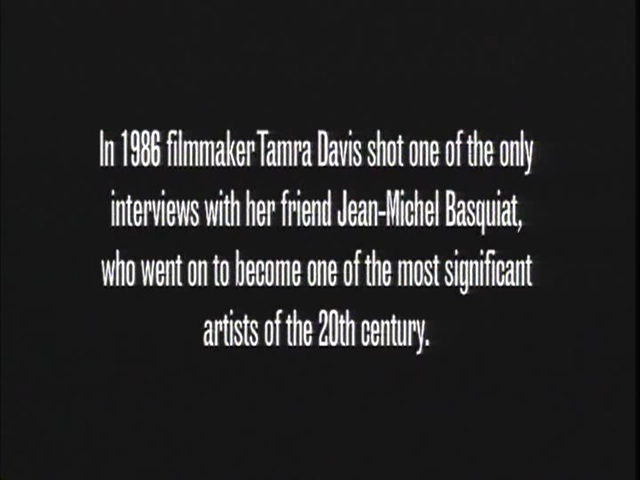 In 1986 filmmaker Tamra Davis shot one of the only
interviews with her friend Jean-Michel Basquiat,
who went on to become one of the most significant
artists of the 20th century.